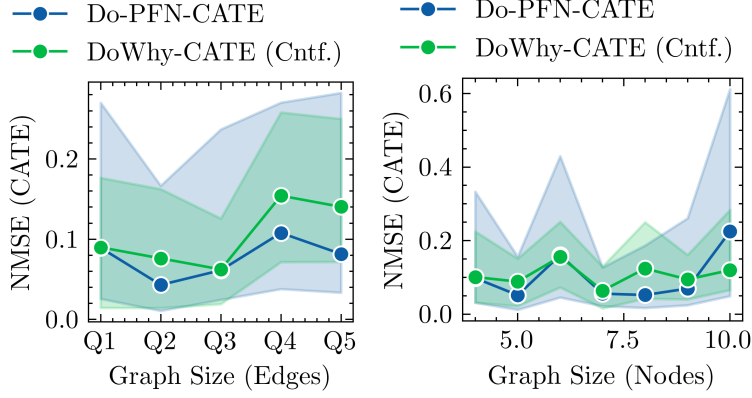 Do-PFN-CATE
DoWhy-CATE (Cntf.)
NMSE (CATE)
0.2
0.1
0.0
Q1 Q2 Q3 Q4 Q5
Graph Size (Edges)
Do-PFN-CATE
DoWhy-CATE (Cntf.)
NMSE (CATE)
0.6
0.4
0.2
0.0
5.0 7.5 10.0
Graph Size (Nodes)